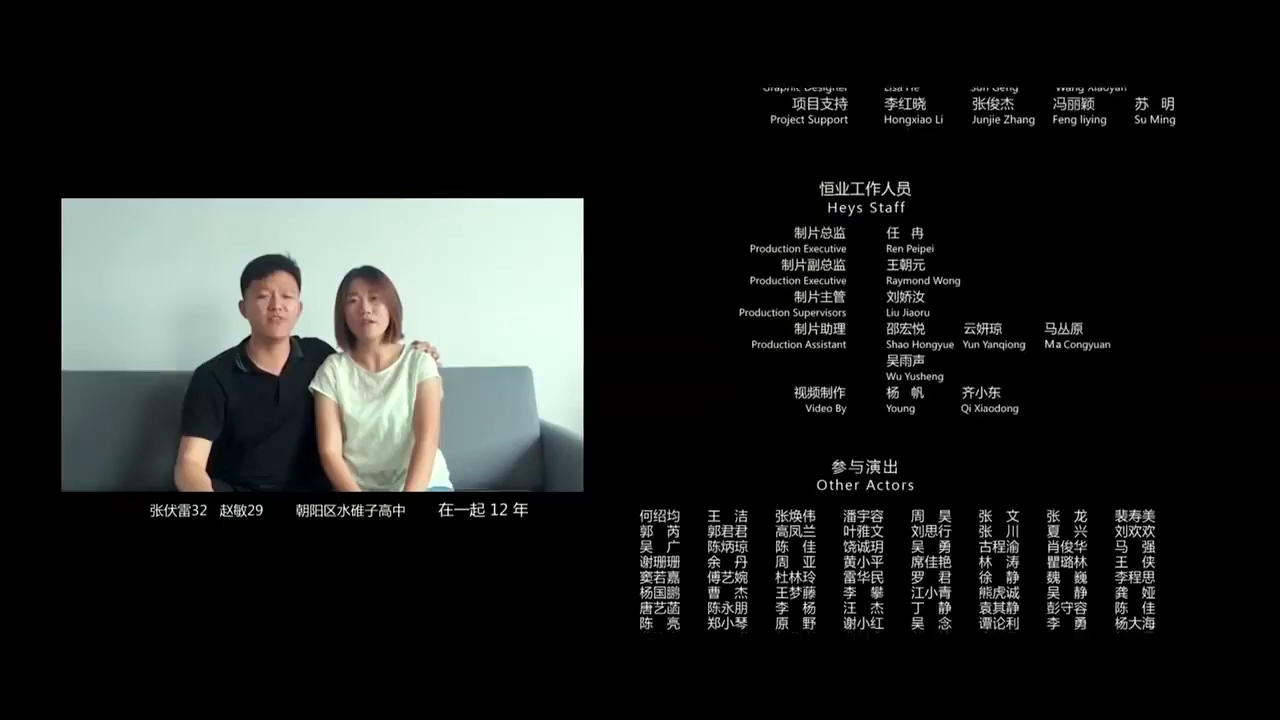 Graphic Designer Lisa He Sun Geng Wang Xiaoyan
项目支持 李红晓 张俊杰 冯丽颖 苏 明
Project Support Hongxiao Li Junjie Zhang Feng liying Su Ming
恒业工作人员
Heys Staff
制片总监 任 冉
Production Executive Ren Peipei
制片副总监 王朝元
Production Executive Raymond Wong
制片主管 刘娇汝
Production Supervisors Liu Jiaoru
制片助理 邵宏悦 云妍琼 马丛原
Production Assistant Shao Hongyue Yun Yanqiong Ma Congyuan
吴雨声
Wu Yusheng
视频制作 杨 帆 齐小东
Video By Young Qi Xiaodong
参与演出
Other Actors
何绍均 王 洁 张焕伟 潘宇容 周 昊 张 文 张 龙 裴寿美
郭 芮 郭君君 高凤兰 叶雅文 刘思行 张 川 夏 兴 刘欢欢
吴 广 陈炳琼 陈 佳 饶诚玥 吴 勇 古程渝 肖俊华 马 强
谢珊珊 余 丹 周 亚 黄小平 席佳艳 林 涛 瞿璐林 王 侠
窦若嘉 傅艺婉 杜林玲 雷华民 罗 君 徐 静 魏 巍 李程思
杨国鹏 曹 杰 王梦藤 李 攀 江小青 熊虎诚 吴 静 龚 娅
唐艺菡 陈永朋 李 杨 汪 杰 丁 静 袁其静 彭守容 陈 佳
陈 亮 郑小琴 原 野 谢小红 吴 念 谭论利 李 勇 杨大海
张伏雷32 赵敏29 朝阳区水碓子高中 在一起 12 年